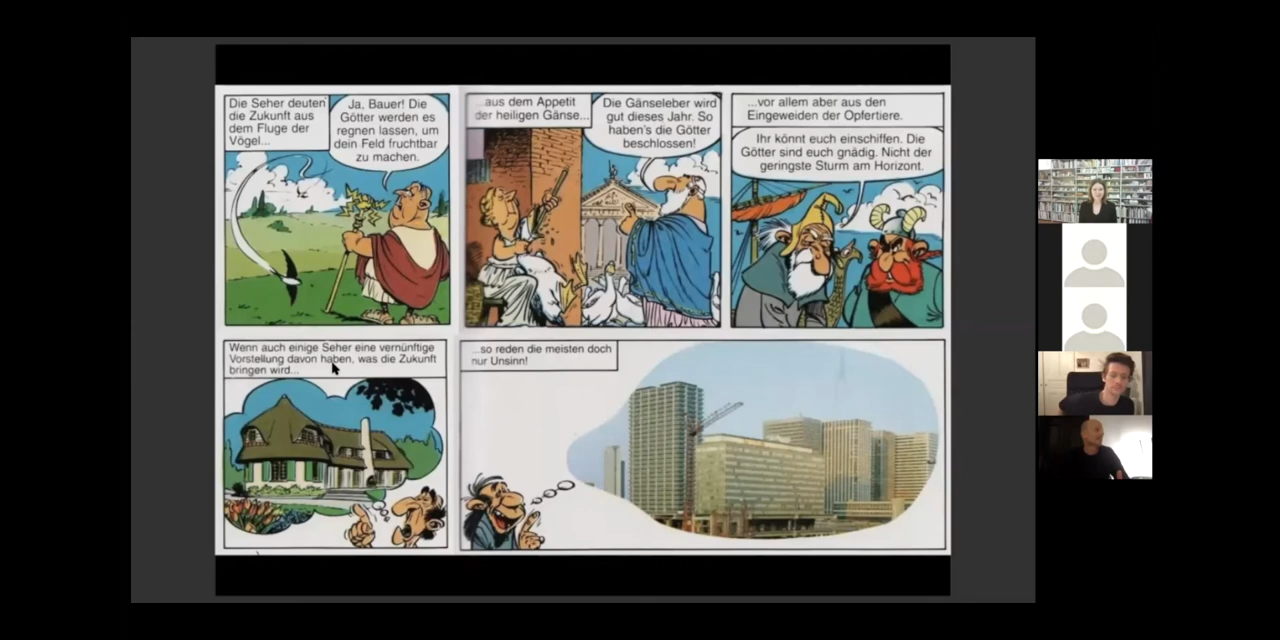 Die Seher deuten
die Zukunft aus
dem Fluge der
Vögel...
Ja, Bauer! Die
Götter werden es
regnen lassen, um
dein Feld fruchtbar
zu machen.
...aus dem Appetit
der heiligen Gänse...
Die Gänseleber wird
gut dieses Jahr. So
haben's die Götter
beschlossen!
...vor allem aber aus den
Eingeweiden der Opfertiere.
Ihr könnt euch einschiffen. Die
Götter sind euch gnädig. Nicht der
geringste Sturm am Horizont.
Wenn auch einige Seher eine vernünftige
Vorstellung davon haben, was die Zukunft
bringen wird...
...so reden die meisten doch
nur Unsinn!